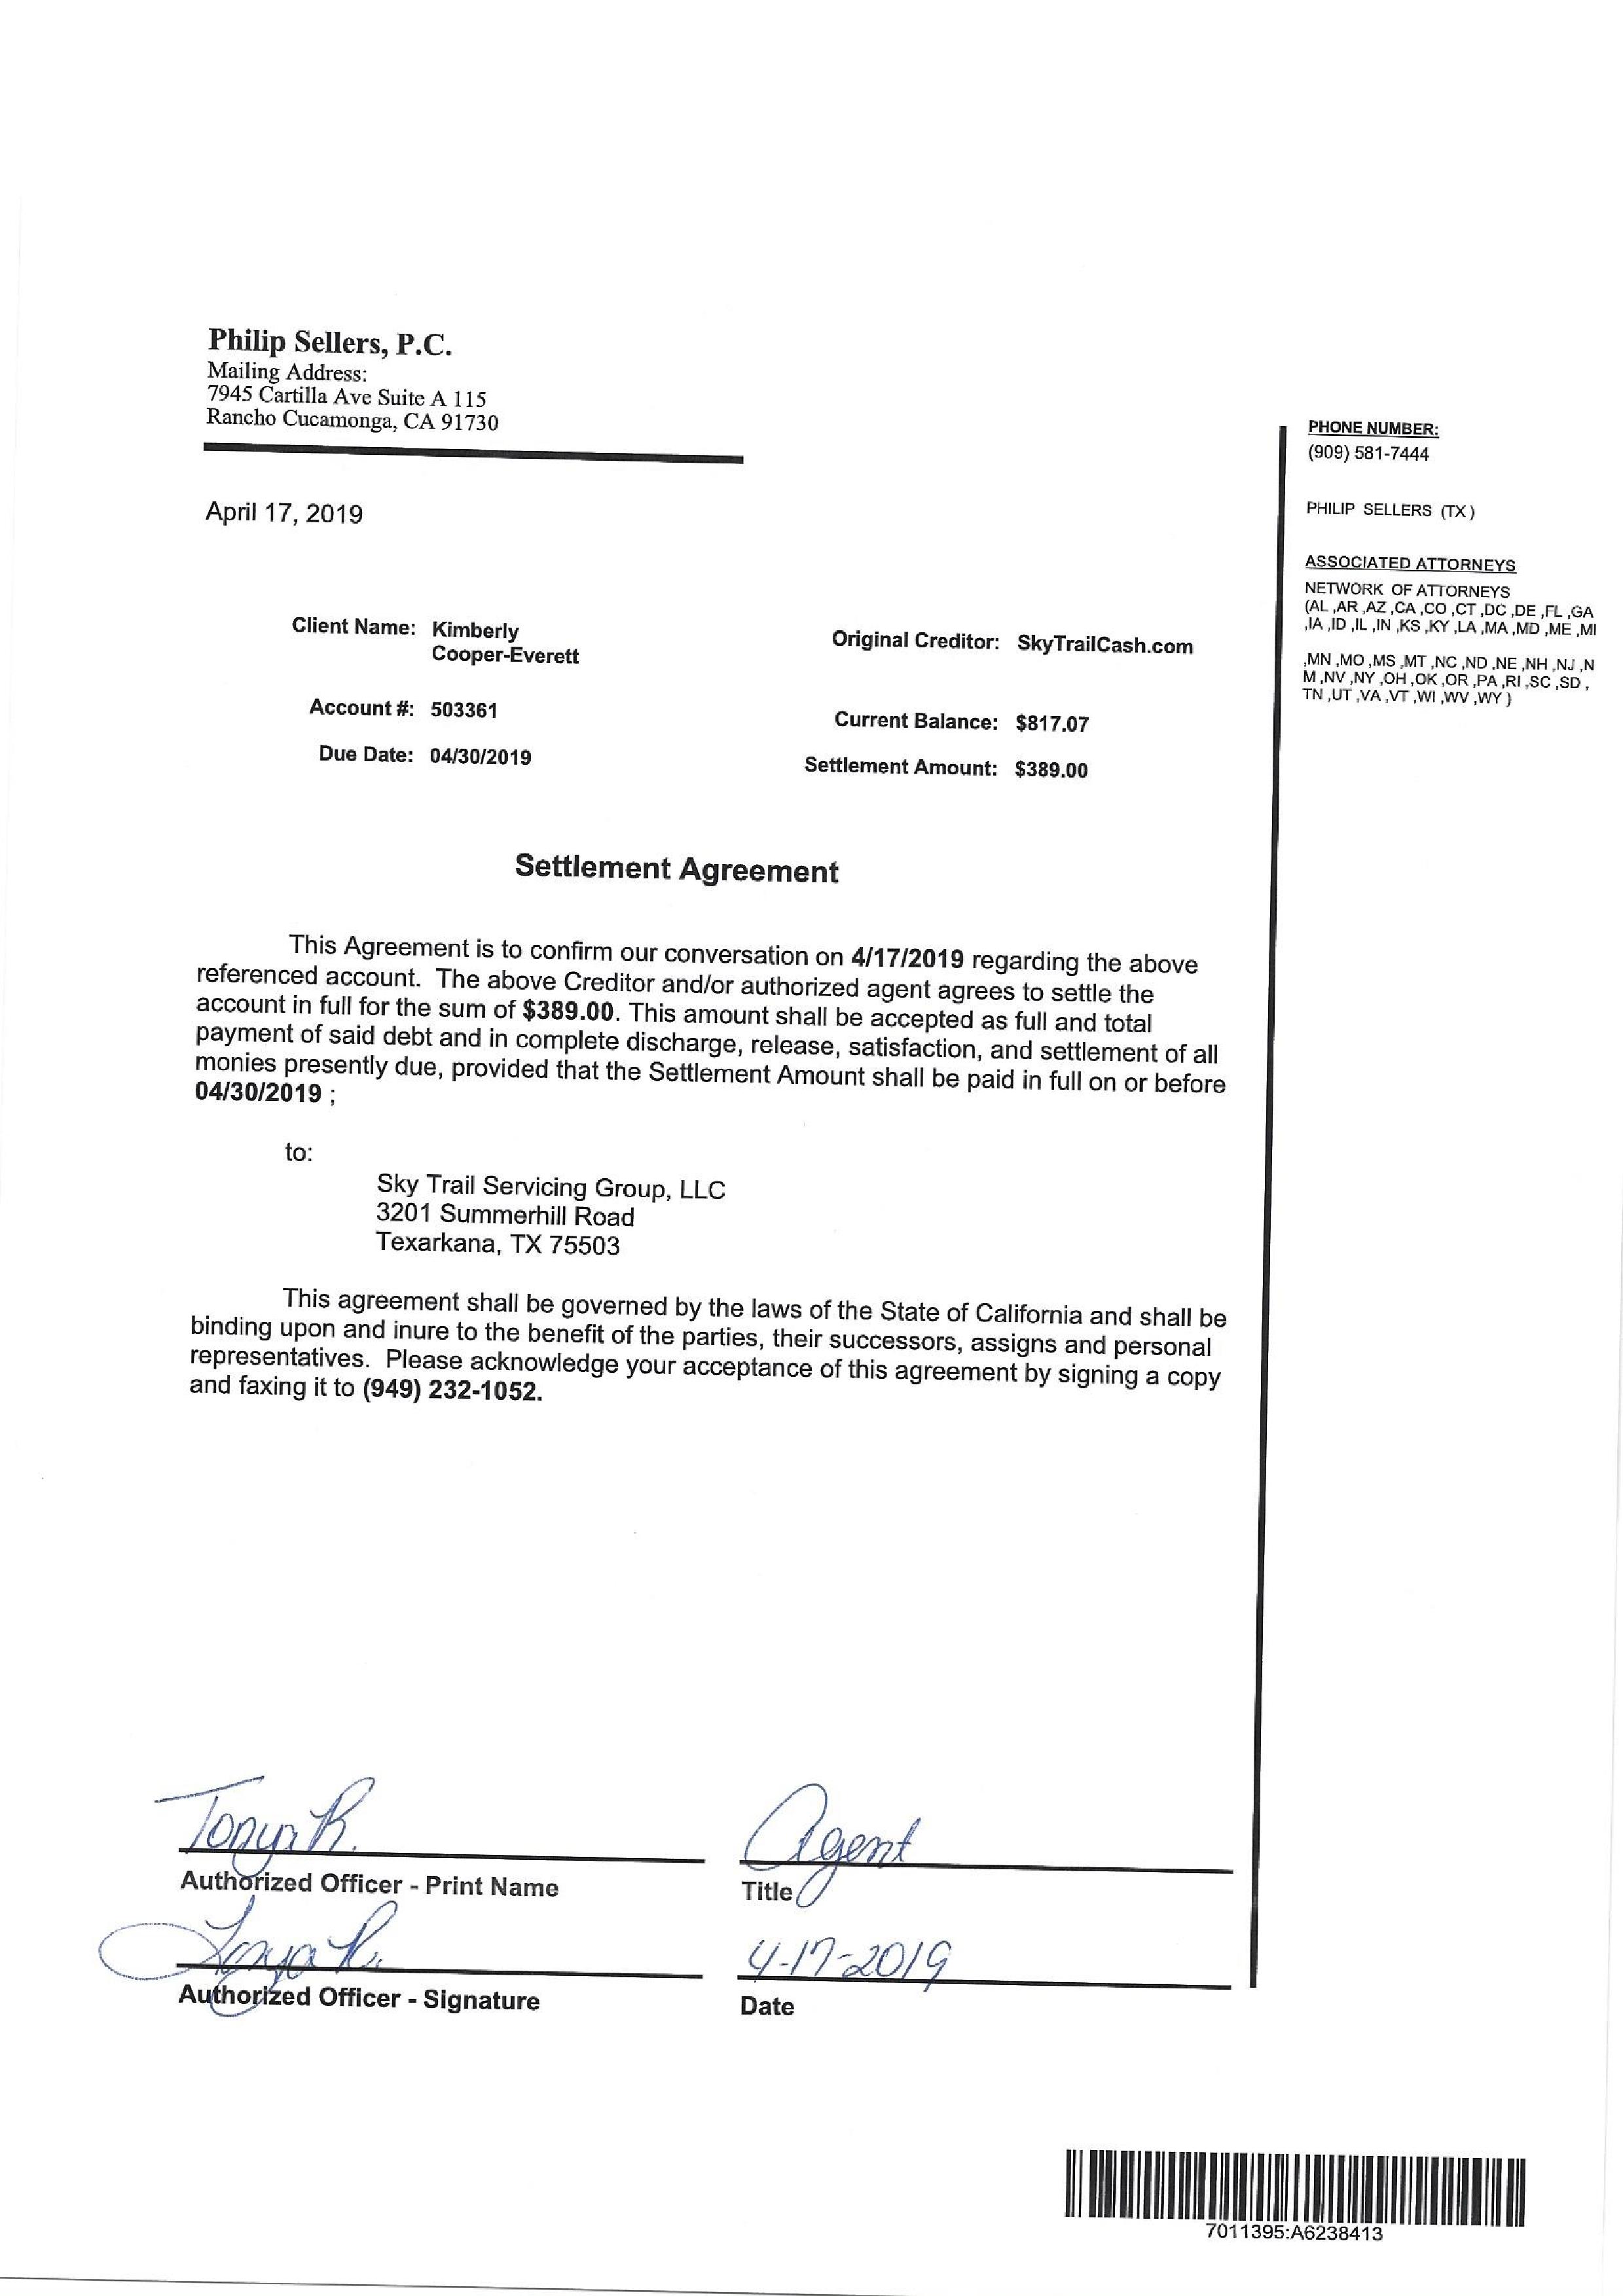 Philip Sellers, P.C.
Mailing Address:
7945 Cartilla Ave Suite A 115
Rancho Cucamonga, CA 91730
PHONE NUMBER:
(909) 581-7444
PHILIP SELLERS (TX)
ASSOCIATED ATTORNEYS
NETWORK OF ATTORNEYS
(AL ,AR ,AZ ,CA ,CO ,CT ,DC ,DE ,FL ,GA
,IA ,ID ,IL ,IN ,KS ,KY ,LA ,MA ,MD ,ME ,MI
,MN ,MO ,MS ,MT ,NC ,ND ,NE ,NH ,NJ ,N
M ,NV ,NY ,OH ,OK ,OR ,PA ,RI ,SC ,SD ,
TN ,UT ,VA ,VT ,WI ,WV ,WY )
April 17, 2019
Client Name: Kimberly
Cooper-Everett
Original Creditor: SkyTrailCash.com
Account #: 503361
Current Balance: $817.07
Due Date: 04/30/2019
Settlement Amount: $389.00
Settlement Agreement
This Agreement is to confirm our conversation on 4/17/2019 regarding the above
referenced account. The above Creditor and/or authorized agent agrees to settle the
account in full for the sum of $389.00. This amount shall be accepted as full and total
payment of said debt and in complete discharge, release, satisfaction, and settlement of all
monies presently due, provided that the Settlement Amount shall be paid in full on or before
04/30/2019 ;
to:
Sky Trail Servicing Group, LLC
3201 Summerhill Road
Texarkana, TX 75503
This agreement shall be governed by the laws of the State of California and shall be
binding upon and inure to the benefit of the parties, their successors, assigns and personal
representatives. Please acknowledge your acceptance of this agreement by signing a copy
and faxing it to (949) 232-1052.
Tonya R.
Agent
Authorized Officer - Print Name
Title
Tonya R.
4-17-2019
Authorized Officer - Signature
Date
7011395:A6238413